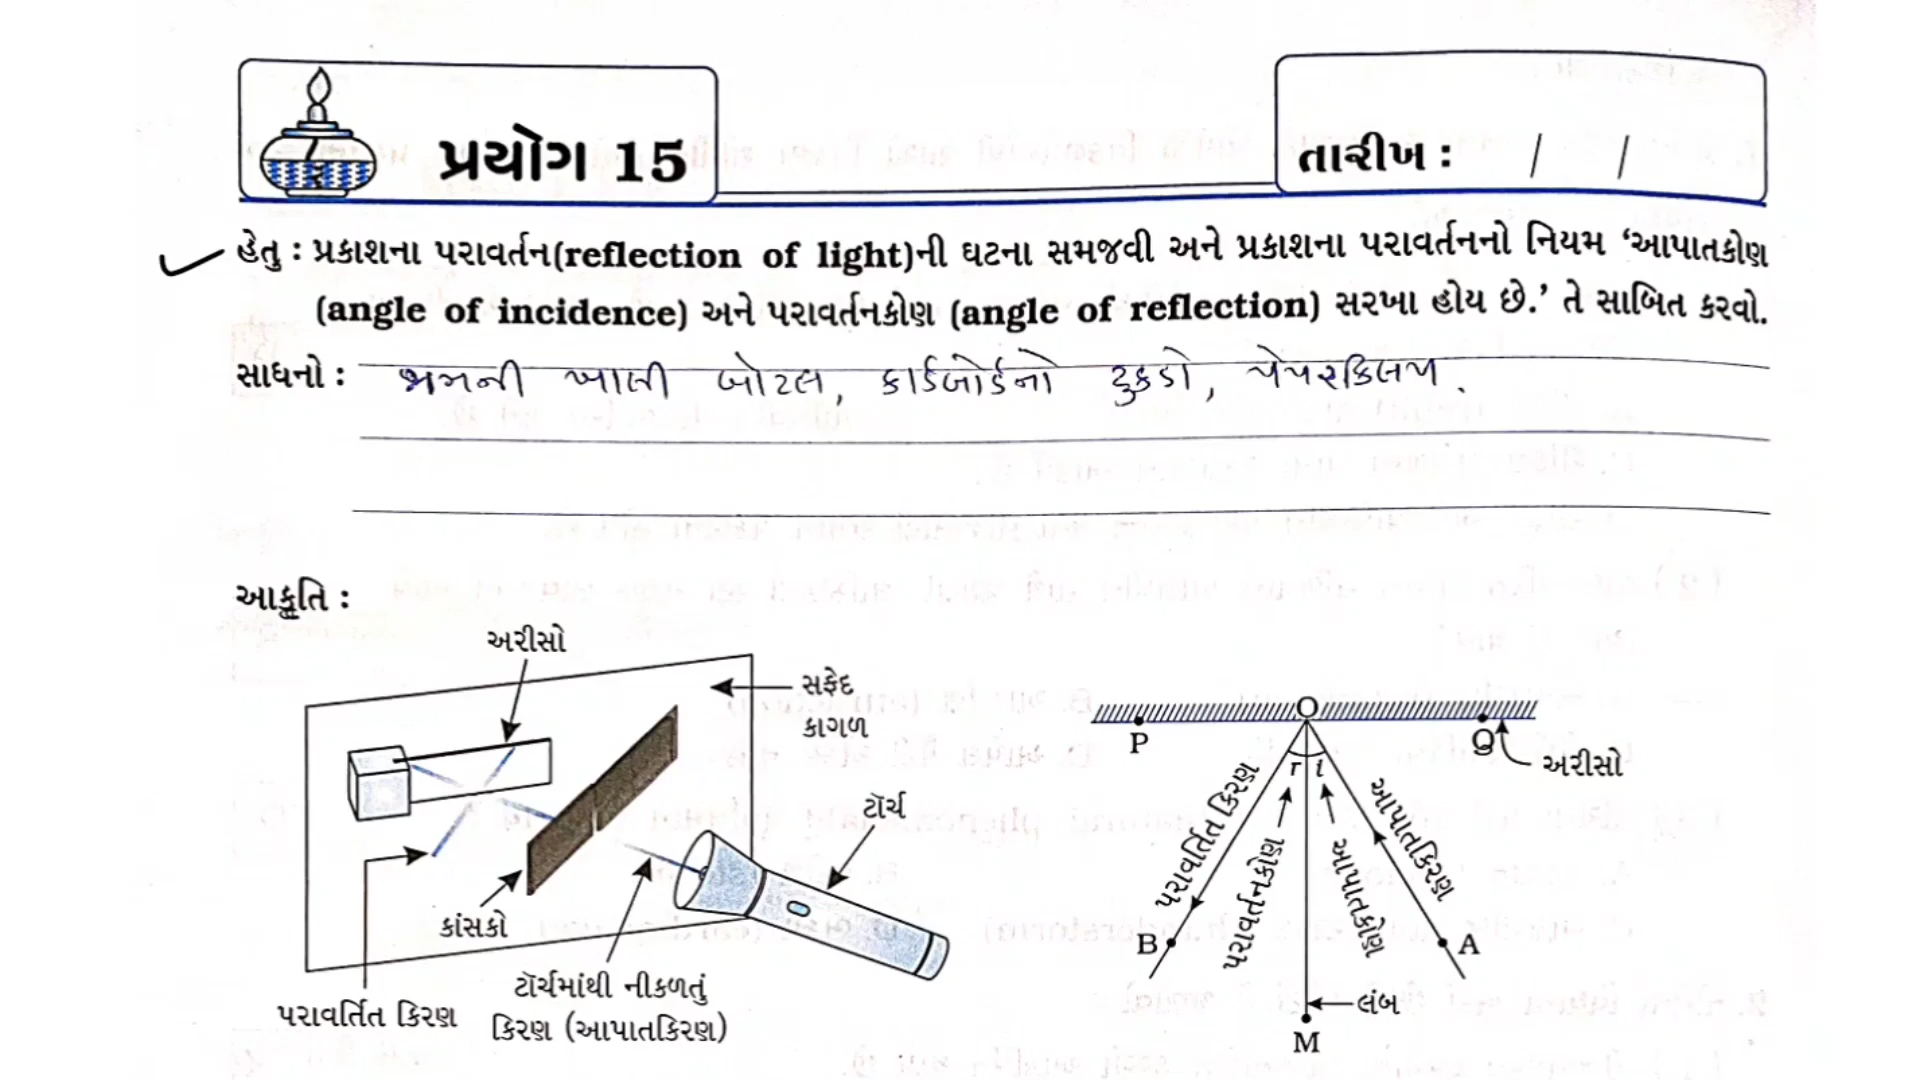 પ્રયોગ 15
તારીખ : / /
હેતુ : પ્રકાશના પરાવર્તન(reflection of light)ની ઘટના સમજવી અને પ્રકાશના પરાવર્તનનો નિયમ ‘આપાતકોણ
(angle of incidence) અને પરાવર્તનકોણ (angle of reflection) સરખા હોય છે.’ તે સાબિત કરવો.
સાધનો : ખાલી બોટલ, કાર્ડબોર્ડનો ટુકડો, પેપરક્લિપ.
આકૃતિ :
અરીસો
સફેદ
કાગળ
ટૉર્ચ
કાંસકો
ટૉર્ચમાંથી નીકળતું
કિરણ (આપાતકિરણ)
પરાવર્તિત કિરણ
O
P
Q
અરીસો
r i
પરાવર્તિત કિરણ
પરાવર્તનકોણ
આપાતકોણ
આપાતકિરણ
B
A
લંબ
M